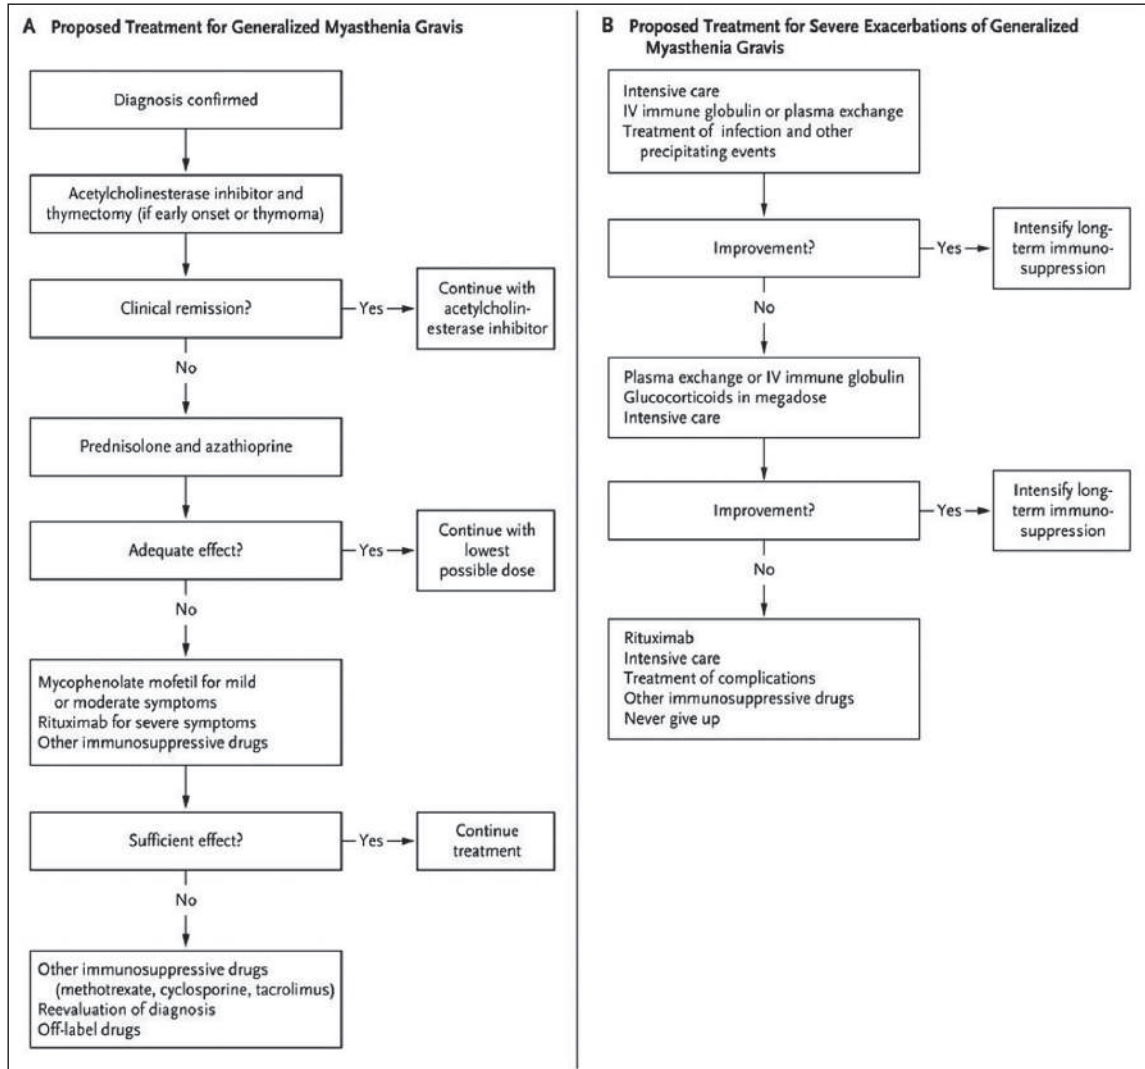 A Proposed Treatment for Generalized Myasthenia Gravis
Diagnosis confirmed
Acetylcholinesterase inhibitor and
thymectomy (if early onset or thymoma)
Clinical remission?
Yes
Continue with
acetylcholin-
esterase inhibitor
No
Prednisolone and azathioprine
Adequate effect?
Yes
Continue with
lowest
possible dose
No
Mycophenolate mofetil for mild
or moderate symptoms
Rituximab for severe symptoms
Other immunosuppressive drugs
Sufficient effect?
Yes
Continue
treatment
No
Other immunosuppressive drugs
(methotrexate, cyclosporine, tacrolimus)
Reevaluation of diagnosis
Off-label drugs
B Proposed Treatment for Severe Exacerbations of Generalized
Myasthenia Gravis
Intensive care
IV immune globulin or plasma exchange
Treatment of infection and other
precipitating events
Improvement?
Yes
Intensify long-
term immuno-
suppression
No
Plasma exchange or IV immune globulin
Glucocorticoids in megadose
Intensive care
Improvement?
Yes
Intensify long-
term immuno-
suppression
No
Rituximab
Intensive care
Treatment of complications
Other immunosuppressive drugs
Never give up